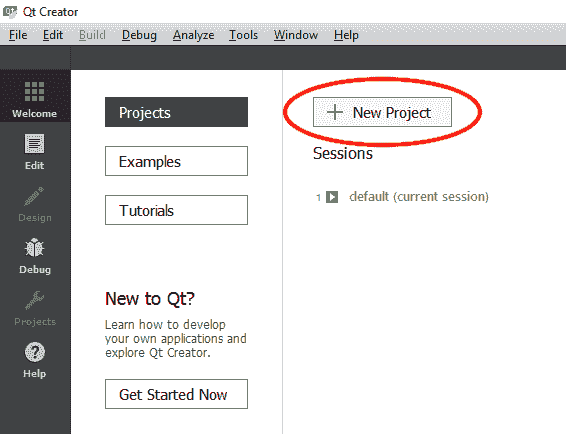 Qt Creator
File Edit Build Debug Analyze Tools Window Help
Welcome
Edit
Design
Debug
Projects
Help
Projects
Examples
Tutorials
New to Qt?
Learn how to develop
your own applications and
explore Qt Creator.
Get Started Now
+ New Project
Sessions
1 default (current session)